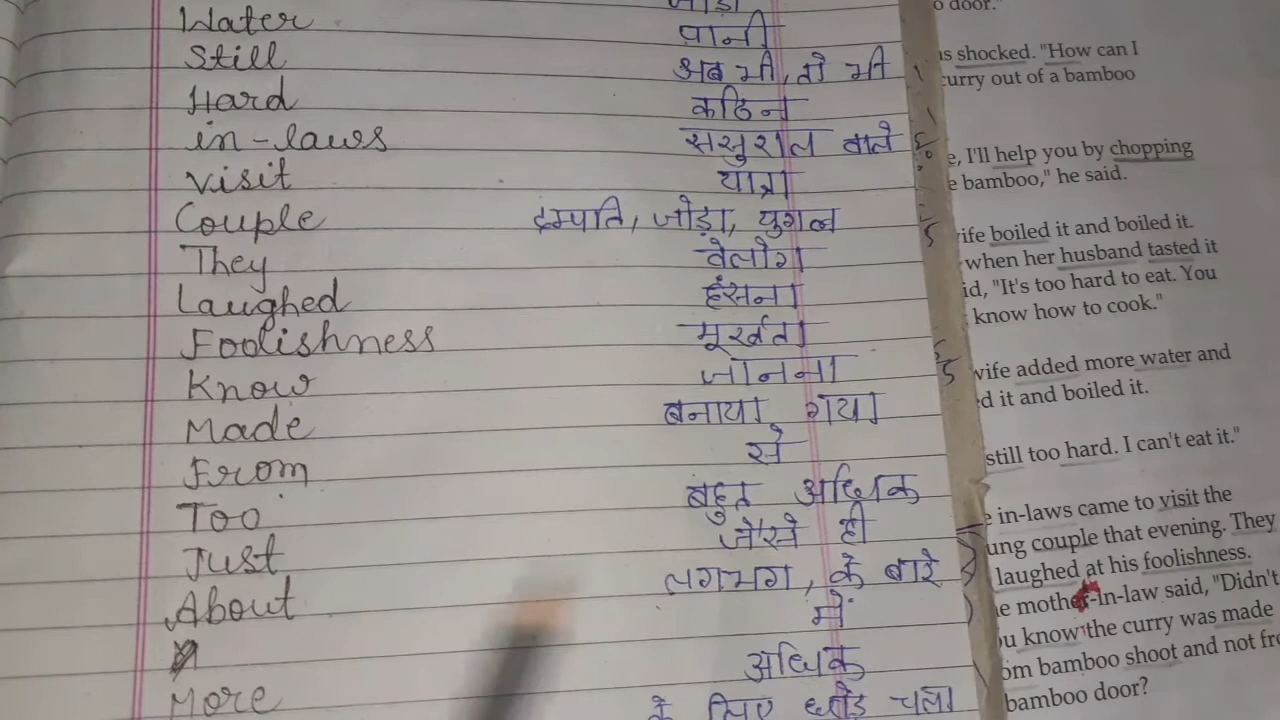 जोड़ा
Water पानी
Still अब भी, तो भी
Hard कठिन
in-laws ससुराल वाले
Visit यात्रा
Couple दम्पति, जोड़ा, युगल
They वेलोग
Laughed हंसना
Foolishness मूर्खता
Know जानना
Made बनाया गया
From से
Too बहुत अधिक
Just जैसे ही
About लगभग, के बारे
में
More अधिक
के लिए छोड़ चला
o door."
is shocked. "How can I
curry out of a bamboo
e, I'll help you by chopping
e bamboo," he said.
ife boiled it and boiled it.
when her husband tasted it
id, "It's too hard to eat. You
know how to cook."
wife added more water and
d it and boiled it.
still too hard. I can't eat it."
e in-laws came to visit the
ung couple that evening. They
laughed at his foolishness.
e mother-in-law said, "Didn't
ou know the curry was made
om bamboo shoot and not fro
bamboo door?